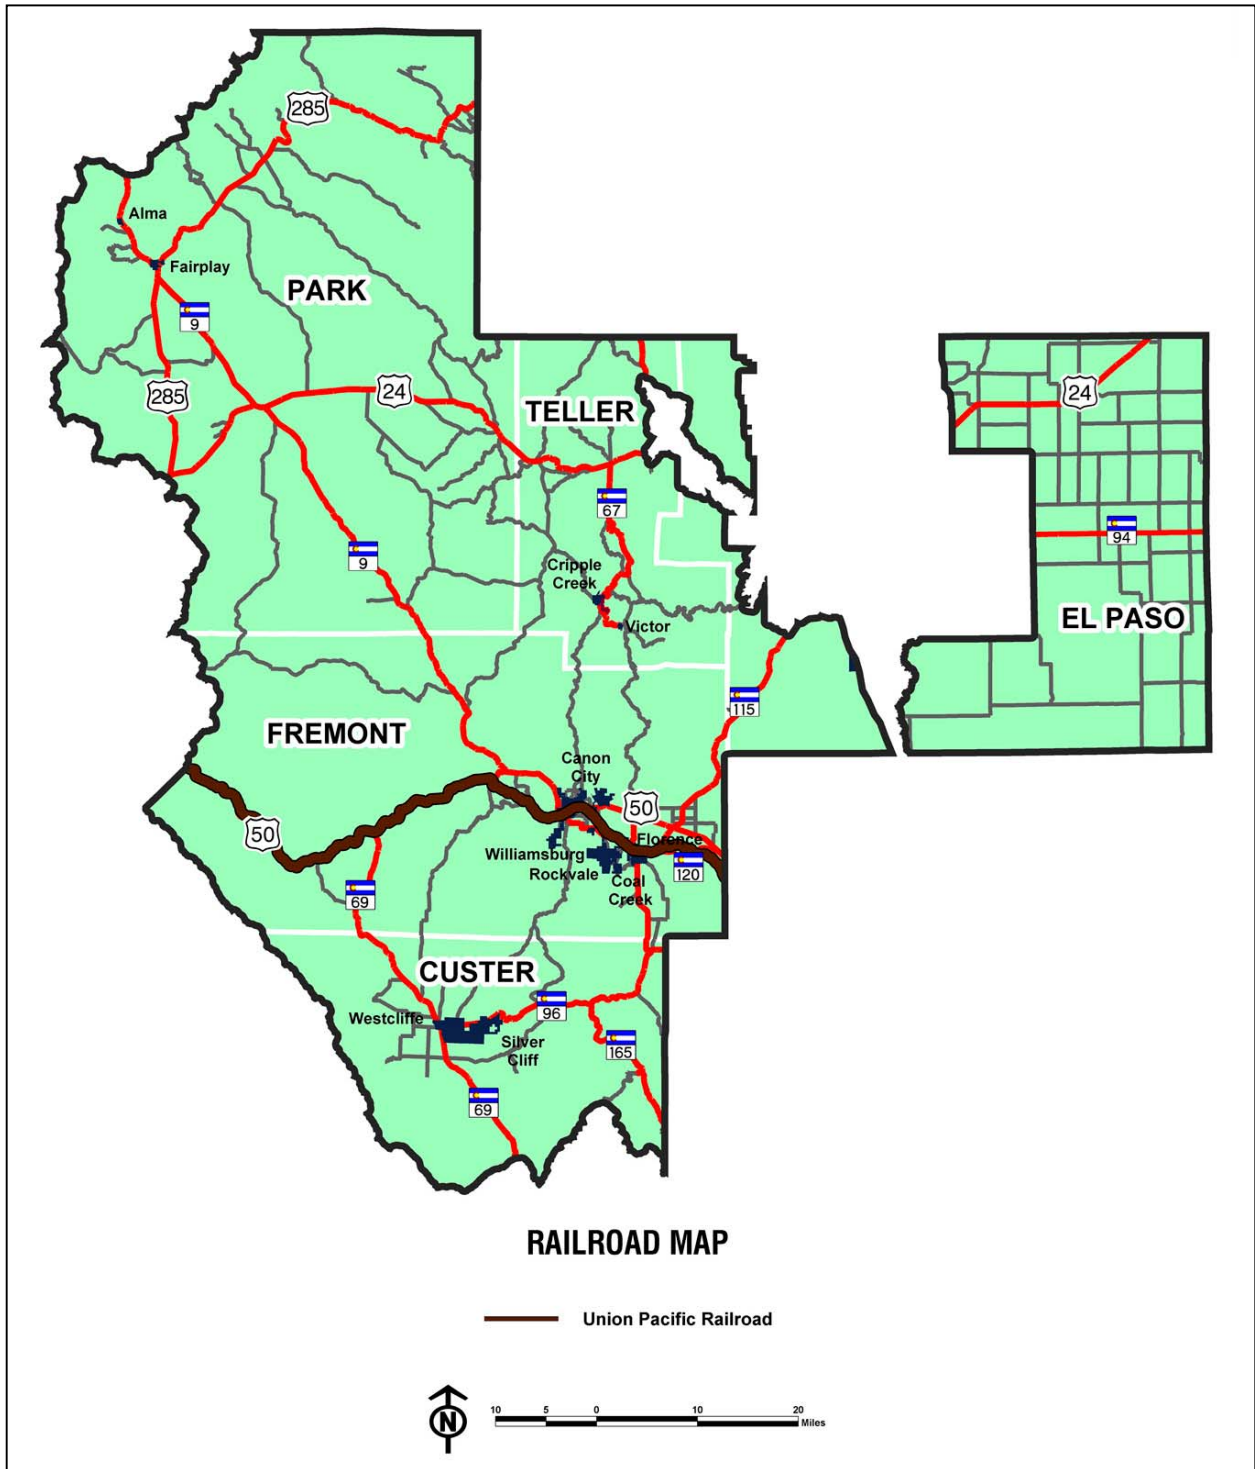 285
Alma
Fairplay
PARK
9
285
24
TELLER
24
67
94
9
Cripple
Creek
Victor
EL PASO
115
FREMONT
Canon
City
50
50
Florence
Williamsburg
Rockvale
120
Coal
Creek
69
CUSTER
96
Westcliffe
Silver
Cliff
165
69
RAILROAD MAP
Union Pacific Railroad
N
10 5 0 10 20
Miles